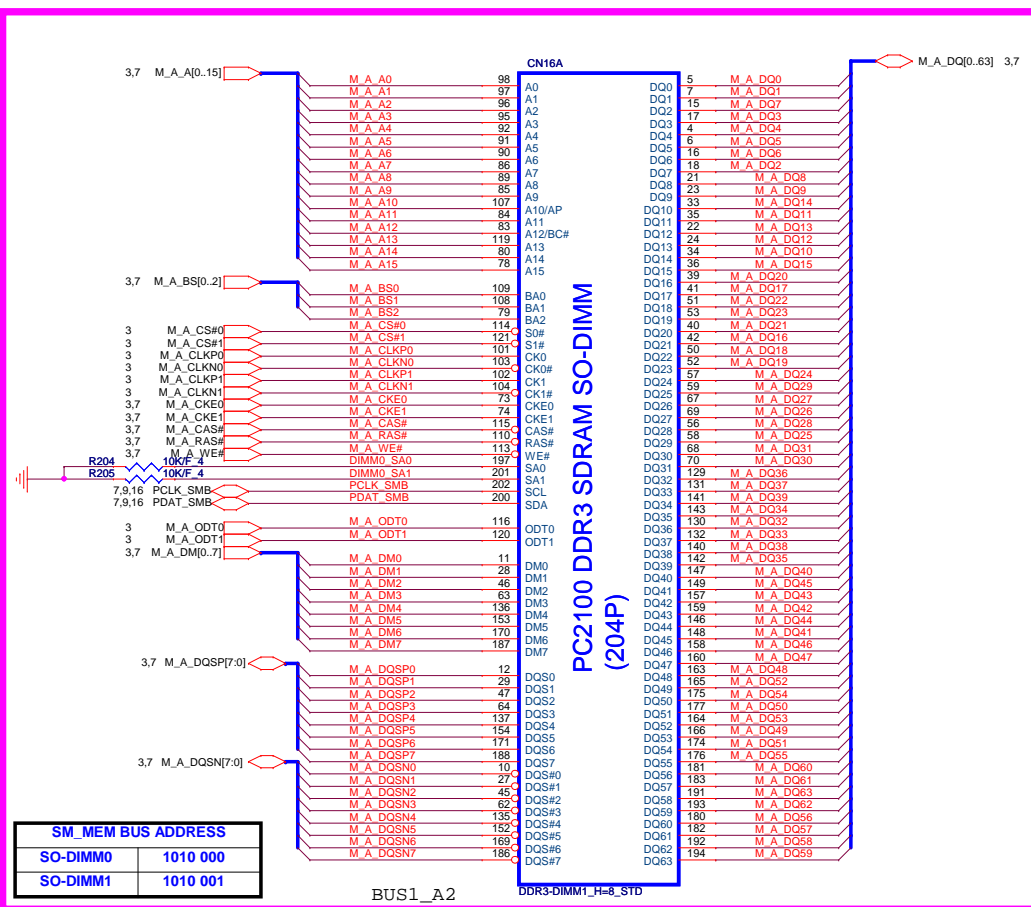 CN16A
3,7 M_A_A[0..15]
M_A_A0 98 A0
M_A_A1 97 A1
M_A_A2 96 A2
M_A_A3 95 A3
M_A_A4 92 A4
M_A_A5 91 A5
M_A_A6 90 A6
M_A_A7 86 A7
M_A_A8 89 A8
M_A_A9 85 A9
M_A_A10 107 A10/AP
M_A_A11 84 A11
M_A_A12 83 A12/BC#
M_A_A13 119 A13
M_A_A14 80 A14
M_A_A15 78 A15
3,7 M_A_BS[0..2]
M_A_BS0 109 BA0
M_A_BS1 108 BA1
M_A_BS2 79 BA2
3 M_A_CS#0 M_A_CS#0 114 S0#
3 M_A_CS#1 M_A_CS#1 121 S1#
3 M_A_CLKP0 M_A_CLKP0 101 CK0
3 M_A_CLKN0 M_A_CLKN0 103 CK0#
3 M_A_CLKP1 M_A_CLKP1 102 CK1
3 M_A_CLKN1 M_A_CLKN1 104 CK1#
3,7 M_A_CKE0 M_A_CKE0 73 CKE0
3,7 M_A_CKE1 M_A_CKE1 74 CKE1
3,7 M_A_CAS# M_A_CAS# 115 CAS#
3,7 M_A_RAS# M_A_RAS# 110 RAS#
3,7 M_A_WE# M_A_WE# 113 WE#
R204 10K/F_4 DIMM0_SA0 197 SA0
R205 10K/F_4 DIMM0_SA1 201 SA1
7,9,16 PCLK_SMB PCLK_SMB 202 SCL
7,9,16 PDAT_SMB PDAT_SMB 200 SDA
3 M_A_ODT0 M_A_ODT0 116 ODT0
3 M_A_ODT1 M_A_ODT1 120 ODT1
3,7 M_A_DM[0..7]
M_A_DM0 11 DM0
M_A_DM1 28 DM1
M_A_DM2 46 DM2
M_A_DM3 63 DM3
M_A_DM4 136 DM4
M_A_DM5 153 DM5
M_A_DM6 170 DM6
M_A_DM7 187 DM7
3,7 M_A_DQSP[7:0]
M_A_DQSP0 12 DQS0
M_A_DQSP1 29 DQS1
M_A_DQSP2 47 DQS2
M_A_DQSP3 64 DQS3
M_A_DQSP4 137 DQS4
M_A_DQSP5 154 DQS5
M_A_DQSP6 171 DQS6
M_A_DQSP7 188 DQS7
3,7 M_A_DQSN[7:0]
M_A_DQSN0 10 DQS#0
M_A_DQSN1 27 DQS#1
M_A_DQSN2 45 DQS#2
M_A_DQSN3 62 DQS#3
M_A_DQSN4 135 DQS#4
M_A_DQSN5 152 DQS#5
M_A_DQSN6 169 DQS#6
M_A_DQSN7 186 DQS#7
PC2100 DDR3 SDRAM SO-DIMM
(204P)
M_A_DQ[0..63] 3,7
DQ0 5 M_A_DQ0
DQ1 7 M_A_DQ1
DQ2 15 M_A_DQ7
DQ3 17 M_A_DQ3
DQ4 4 M_A_DQ4
DQ5 6 M_A_DQ5
DQ6 16 M_A_DQ6
DQ7 18 M_A_DQ2
DQ8 21 M_A_DQ8
DQ9 23 M_A_DQ9
DQ10 33 M_A_DQ14
DQ11 35 M_A_DQ11
DQ12 22 M_A_DQ13
DQ13 24 M_A_DQ12
DQ14 34 M_A_DQ10
DQ15 36 M_A_DQ15
DQ16 39 M_A_DQ20
DQ17 41 M_A_DQ17
DQ18 51 M_A_DQ22
DQ19 53 M_A_DQ23
DQ20 40 M_A_DQ21
DQ21 42 M_A_DQ16
DQ22 50 M_A_DQ18
DQ23 52 M_A_DQ19
DQ24 57 M_A_DQ24
DQ25 59 M_A_DQ29
DQ26 67 M_A_DQ27
DQ27 69 M_A_DQ26
DQ28 56 M_A_DQ28
DQ29 58 M_A_DQ25
DQ30 68 M_A_DQ31
DQ31 70 M_A_DQ30
DQ32 129 M_A_DQ36
DQ33 131 M_A_DQ37
DQ34 141 M_A_DQ39
DQ35 143 M_A_DQ34
DQ36 130 M_A_DQ32
DQ37 132 M_A_DQ33
DQ38 140 M_A_DQ38
DQ39 142 M_A_DQ35
DQ40 147 M_A_DQ40
DQ41 149 M_A_DQ45
DQ42 157 M_A_DQ43
DQ43 159 M_A_DQ42
DQ44 146 M_A_DQ44
DQ45 148 M_A_DQ41
DQ46 158 M_A_DQ46
DQ47 160 M_A_DQ47
DQ48 163 M_A_DQ48
DQ49 165 M_A_DQ52
DQ50 175 M_A_DQ54
DQ51 177 M_A_DQ50
DQ52 164 M_A_DQ53
DQ53 166 M_A_DQ49
DQ54 174 M_A_DQ51
DQ55 176 M_A_DQ55
DQ56 181 M_A_DQ60
DQ57 183 M_A_DQ61
DQ58 191 M_A_DQ63
DQ59 193 M_A_DQ62
DQ60 180 M_A_DQ56
DQ61 182 M_A_DQ57
DQ62 192 M_A_DQ58
DQ63 194 M_A_DQ59
SM_MEM BUS ADDRESS
SO-DIMM0 1010 000
SO-DIMM1 1010 001
BUS1_A2
DDR3-DIMM1_H=8_STD